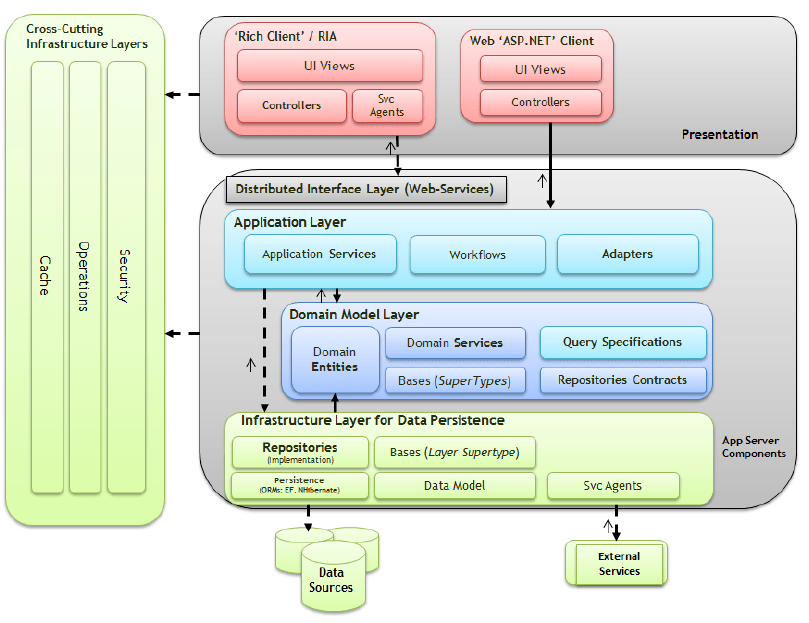 Cross-Cutting
Infrastructure Layers
Cache
Operations
Security
‘Rich Client’ / RIA
UI Views
Controllers
Svc
Agents
Web ‘ASP.NET’ Client
UI Views
Controllers
Presentation
Distributed Interface Layer (Web-Services)
Application Layer
Application Services
Workflows
Adapters
Domain Model Layer
Domain
Entities
Domain Services
Query Specifications
Bases (SuperTypes)
Repositories Contracts
Infrastructure Layer for Data Persistence
Repositories
(Implementation)
Bases (Layer Supertype)
Persistence
(ORMs: EF, NHibernate)
Data Model
Svc Agents
App Server
Components
Data
Sources
External
Services